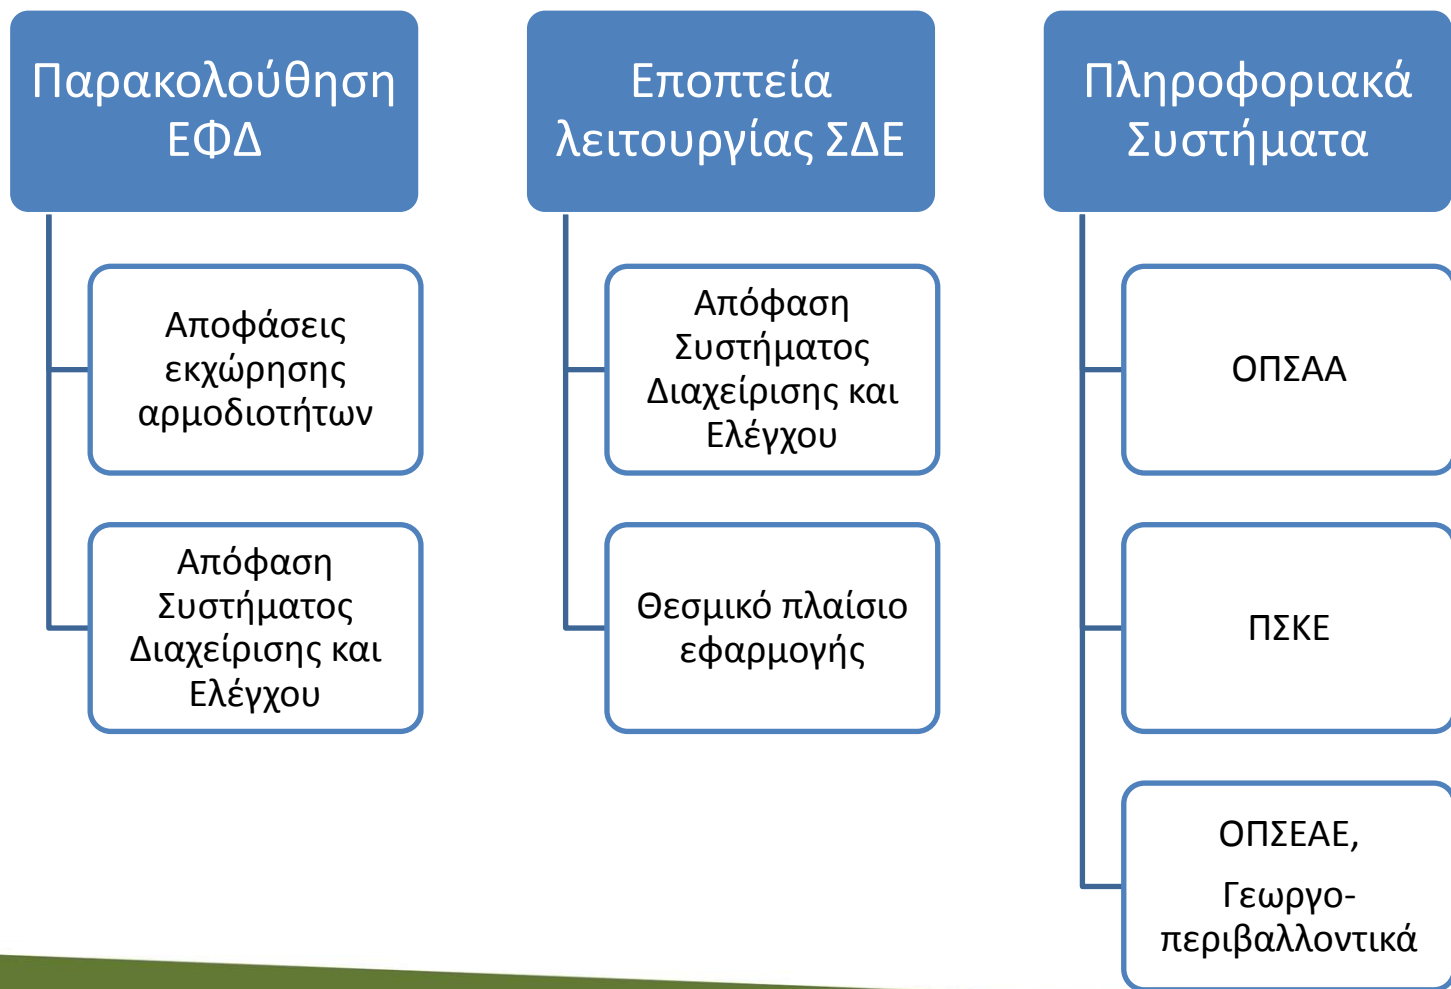 Παρακολούθηση
ΕΦΔ
Αποφάσεις
εκχώρησης
αρμοδιοτήτων
Απόφαση
Συστήματος
Διαχείρισης και
Ελέγχου
Εποπτεία
λειτουργίας ΣΔΕ
Απόφαση
Συστήματος
Διαχείρισης και
Ελέγχου
Θεσμικό πλαίσιο
εφαρμογής
Πληροφοριακά
Συστήματα
ΟΠΣΑΑ
ΠΣΚΕ
ΟΠΣΕΑΕ,
Γεωργο-
περιβαλλοντικά